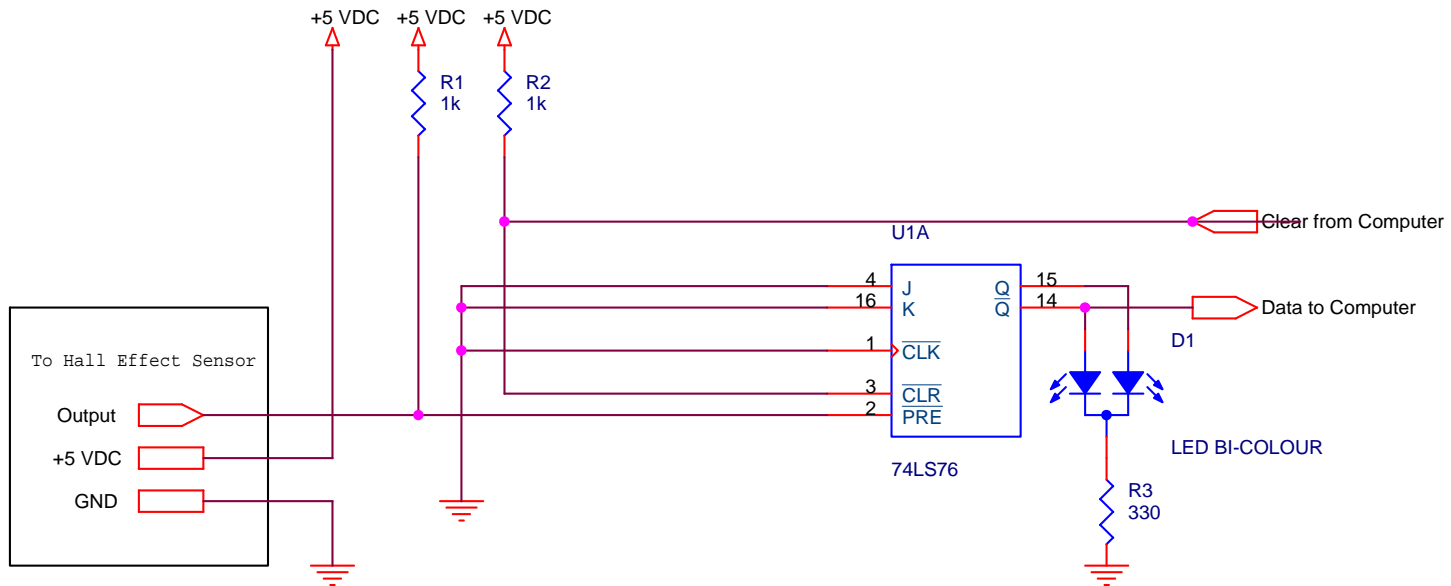 +5 VDC +5 VDC +5 VDC
R1
1k
R2
1k
Clear from Computer
U1A
4 J Q 15
16 K Q 14
Data to Computer
D1
1 CLK
3 CLR
2 PRE
74LS76
LED BI-COLOUR
R3
330
To Hall Effect Sensor
Output
+5 VDC
GND